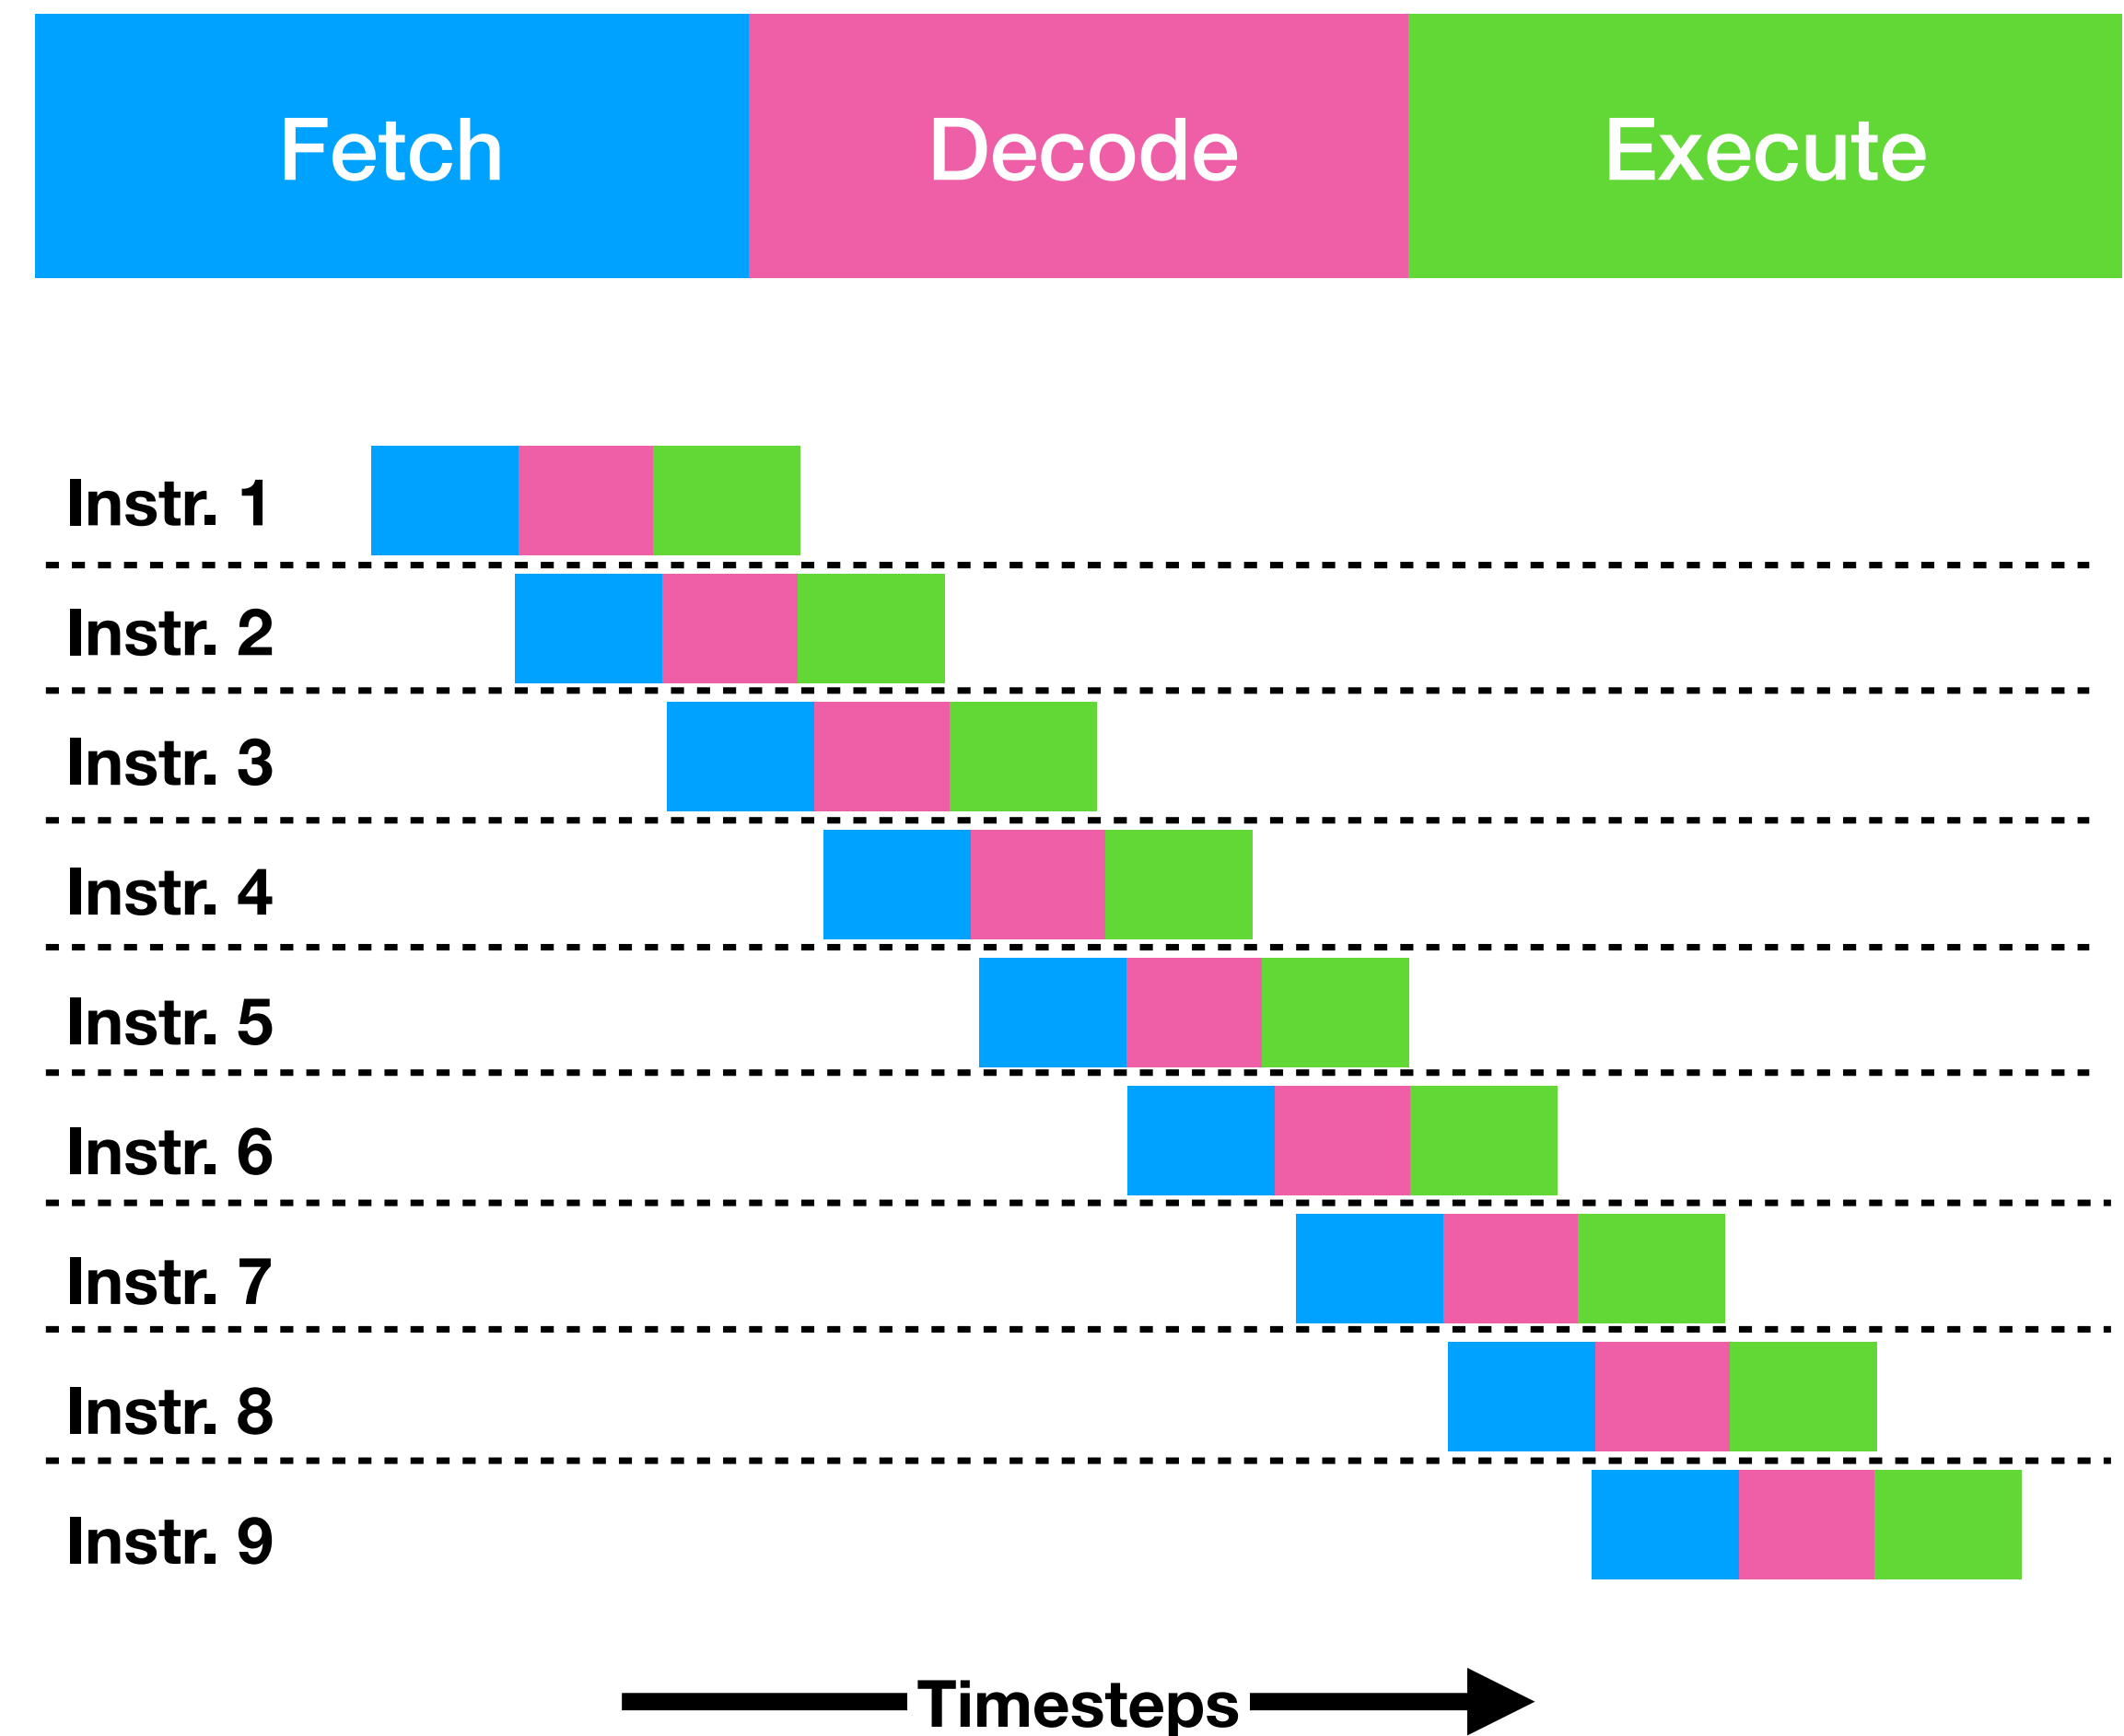 Fetch Decode Execute
Instr. 1
Instr. 2
Instr. 3
Instr. 4
Instr. 5
Instr. 6
Instr. 7
Instr. 8
Instr. 9
Timesteps